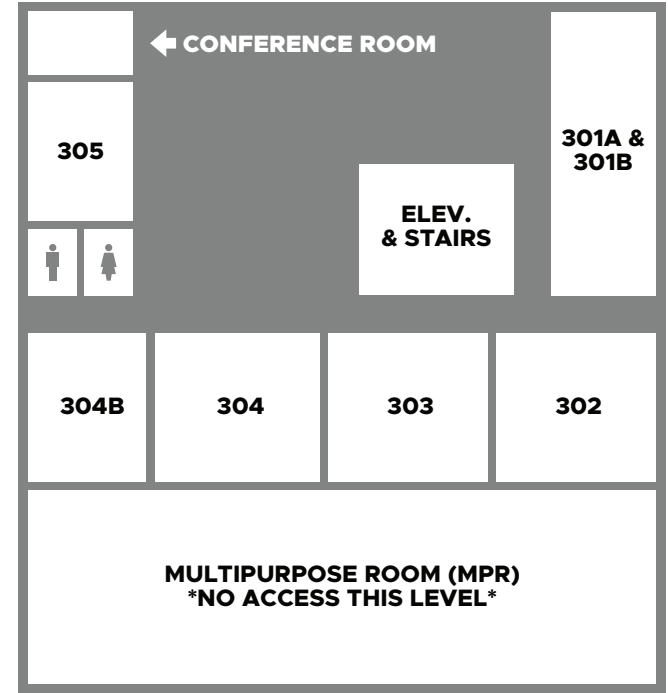 CONFERENCE ROOM
305
301A &
301B
ELEV.
& STAIRS
304B
304
303
302
MULTIPURPOSE ROOM (MPR)
*NO ACCESS THIS LEVEL*